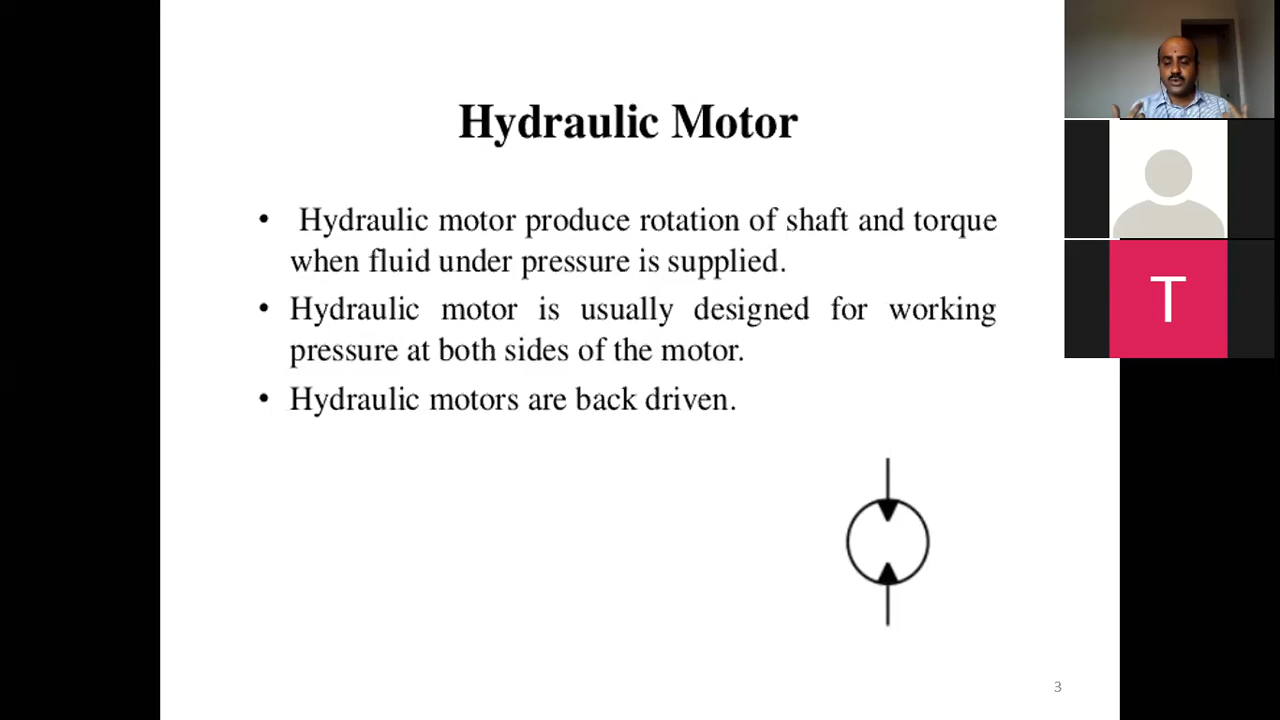 Hydraulic Motor
• Hydraulic motor produce rotation of shaft and torque
when fluid under pressure is supplied.
• Hydraulic motor is usually designed for working
pressure at both sides of the motor.
• Hydraulic motors are back driven.
T
3